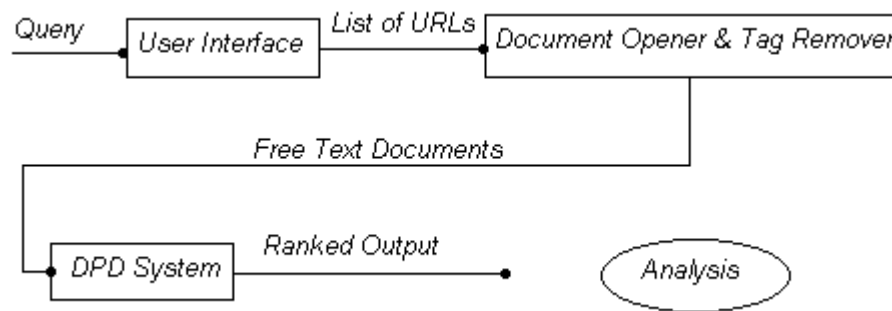 Query
User Interface
List of URLs
Document Opener & Tag Remover
Free Text Documents
DPD System
Ranked Output
Analysis